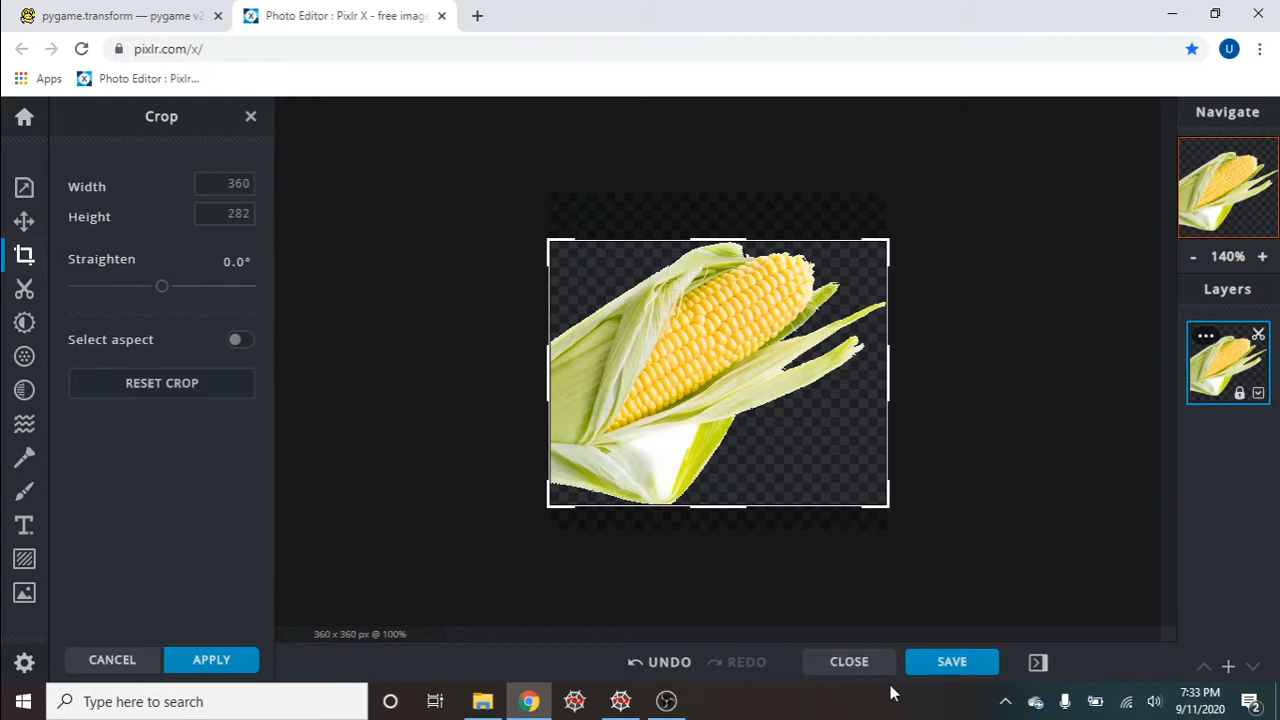 pygame.transform — pygame v2
Photo Editor : Pixlr X - free image
pixlr.com/x/
U
Apps
Photo Editor : Pixlr...
Crop
Width 360
Height 282
Straighten 0.0°
Select aspect
RESET CROP
CANCEL APPLY
360 x 360 px @ 100%
UNDO REDO CLOSE SAVE
Navigate
- 140% +
Layers
Type here to search
7:33 PM
9/11/2020
2